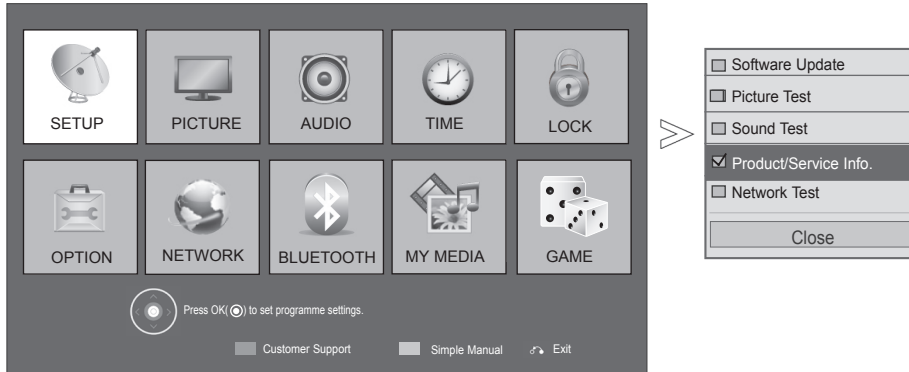 SETUP
PICTURE
AUDIO
TIME
LOCK
OPTION
NETWORK
BLUETOOTH
MY MEDIA
GAME
Press OK( ) to set programme settings.
Customer Support
Simple Manual
Exit
Software Update
Picture Test
Sound Test
Product/Service Info.
Network Test
Close